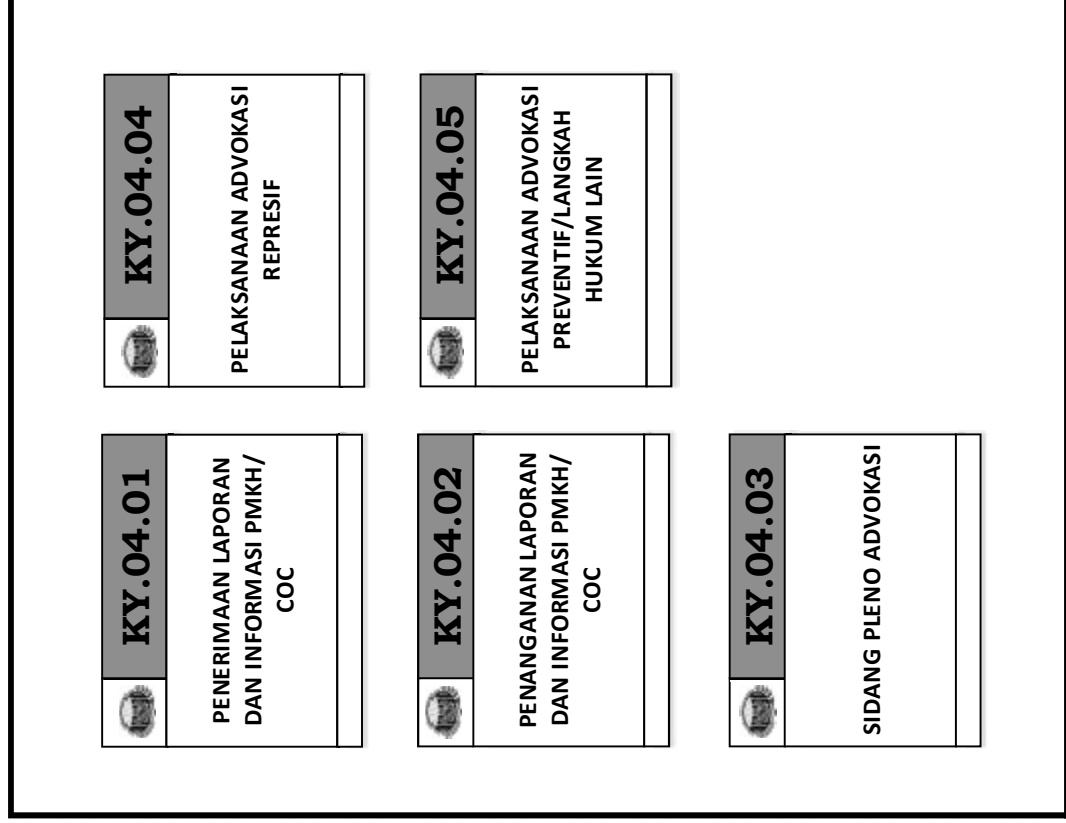 KY.04.01
PENERIMAAN LAPORAN
DAN INFORMASI PMKH/
COC
KY.04.02
PENANGANAN LAPORAN
DAN INFORMASI PMKH/
COC
KY.04.03
SIDANG PLENO ADVOKASI
KY.04.04
PELAKSANAAN ADVOKASI
REPRESIF
KY.04.05
PELAKSANAAN ADVOKASI
PREVENTIF/LANGKAH
HUKUM LAIN